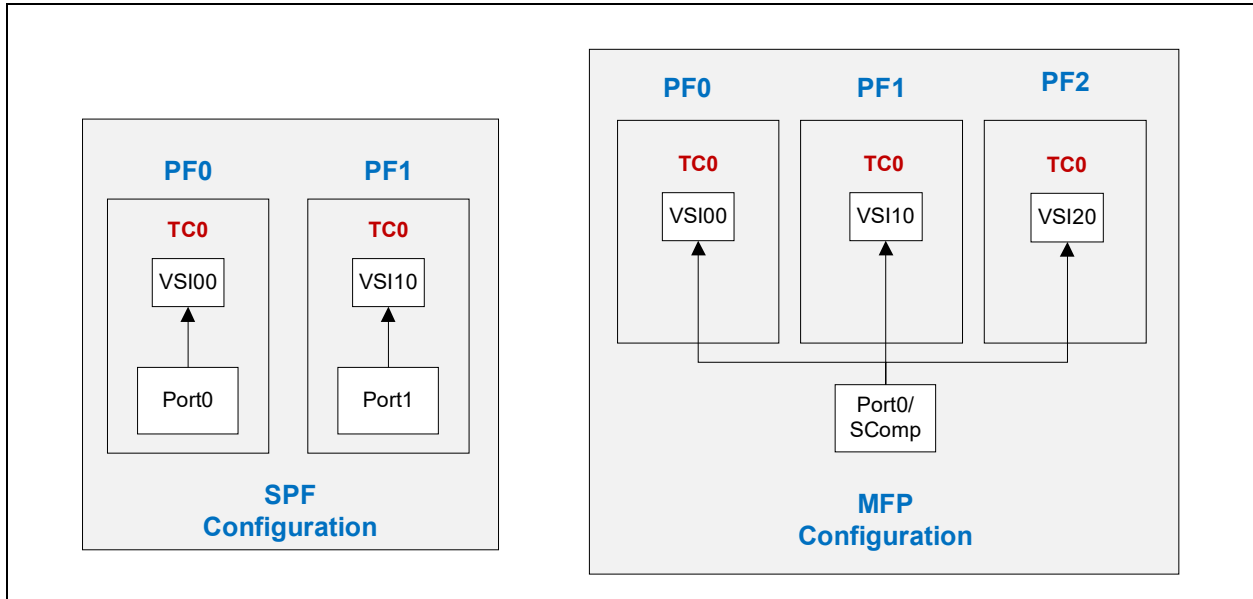 PF0
PF1
TC0
TC0
VSI00
VSI10
Port0
Port1
SPF
Configuration
PF0
PF1
PF2
TC0
TC0
TC0
VSI00
VSI10
VSI20
Port0/
SComp
MFP
Configuration